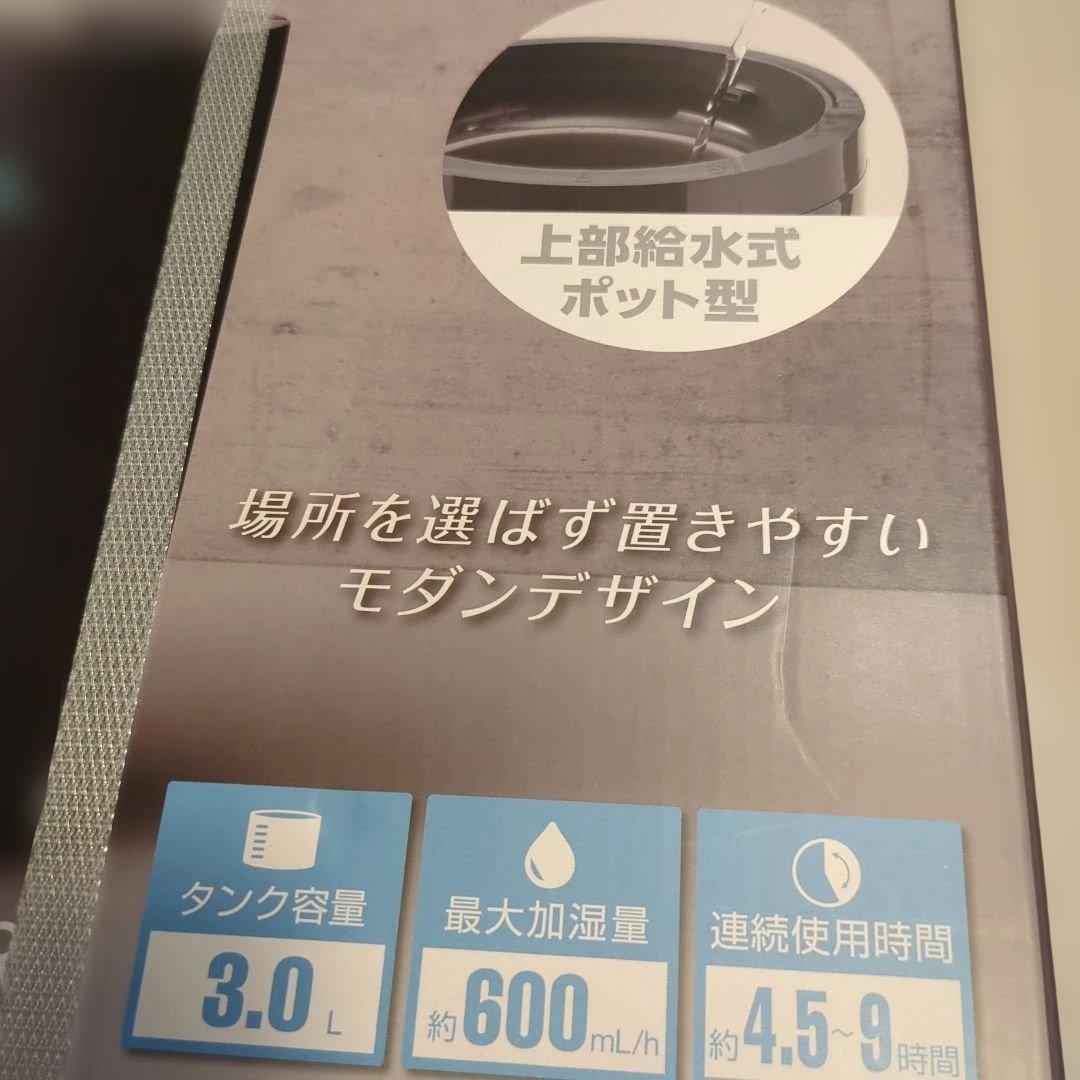 上部給水式
ポット型
場所を選ばず置きやすい
モダンデザイン
タンク容量
3.0 L
最大加湿量
約600mL/h
連続使用時間
約4.5~9時間